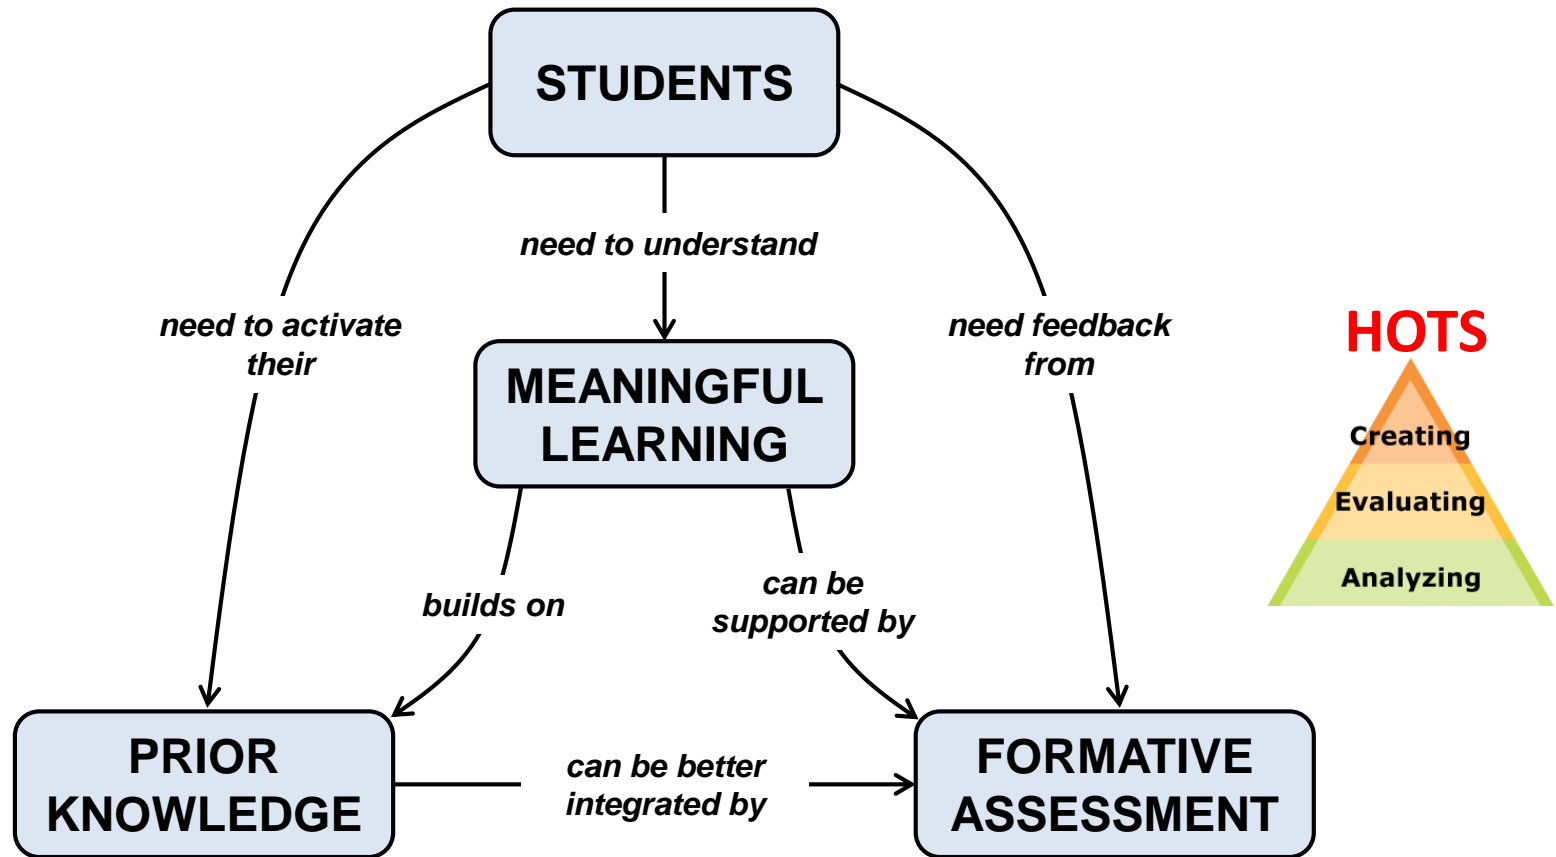 STUDENTS
need to understand
need to activate
their
need feedback
from
HOTS
MEANINGFUL
LEARNING
Creating
Evaluating
Analyzing
builds on
can be
supported by
PRIOR
KNOWLEDGE
can be better
integrated by
FORMATIVE
ASSESSMENT